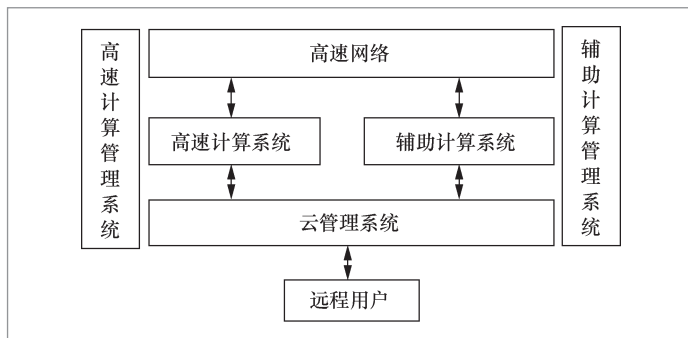 高速计算管理系统
高速网络
辅助计算管理系统
高速计算系统
辅助计算系统
云管理系统
远程用户